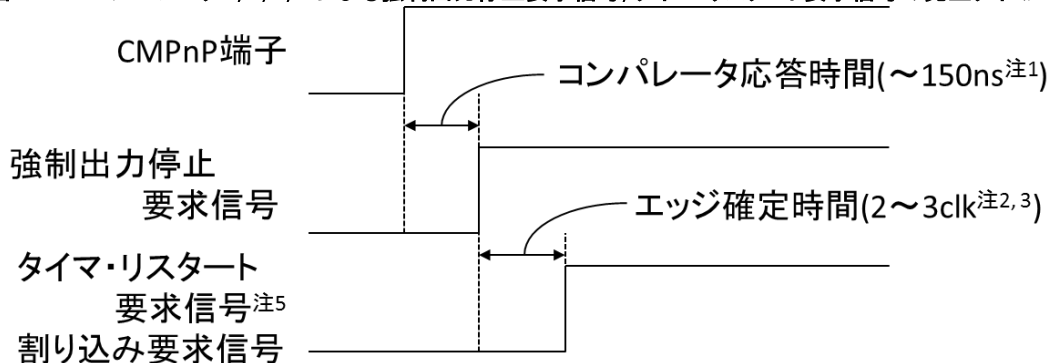 CMPnP端子
コンパレータ応答時間(～150ns注1)
強制出力停止
要求信号
エッジ確定時間(2～3clk注2, 3)
タイマ・リスタート
要求信号注5
割り込み要求信号